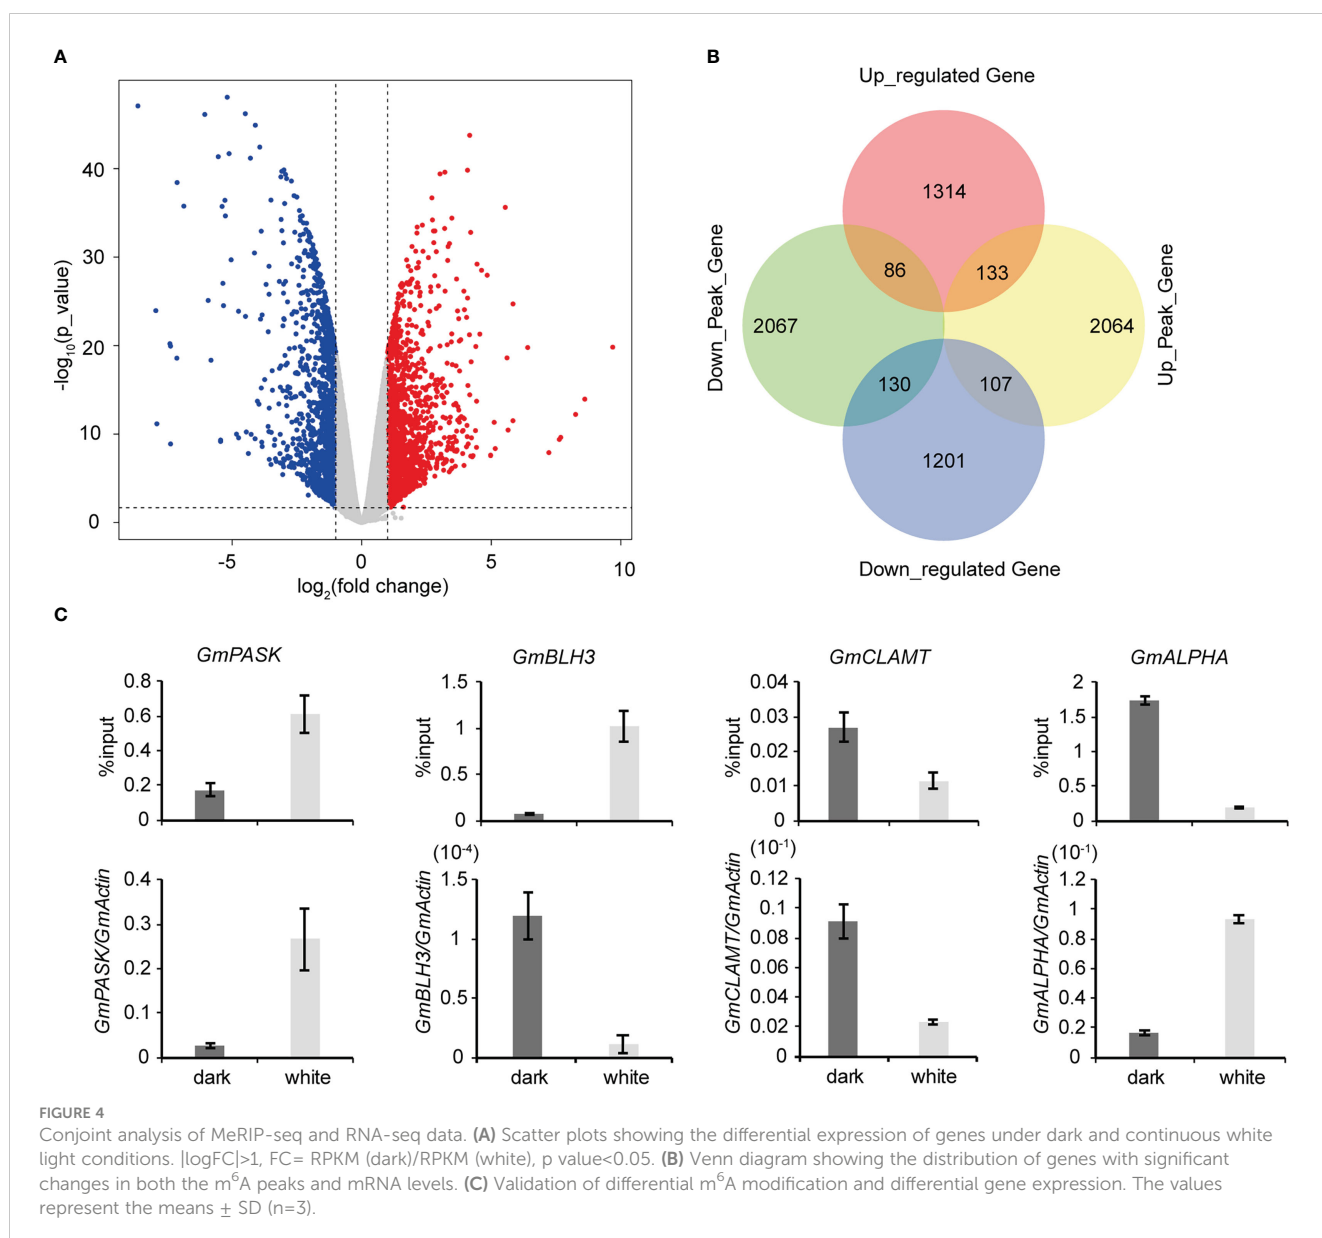 A
-log10(p_value)
40
30
20
10
0
-5
0
5
10
log2(fold change)
B
Up_regulated Gene
Down_Peak_Gene
Up_Peak_Gene
1314
86
133
2067
2064
130
107
1201
Down_regulated Gene
C
GmPASK
GmBLH3
GmCLAMT
GmALPHA
%input
0.8
0.6
0.4
0.2
0
%input
1.5
1
0.5
0
%input
0.04
0.03
0.02
0.01
0
%input
2
1.5
1
0.5
0
GmPASK/GmActin
0.4
0.3
0.2
0.1
0
dark white
GmBLH3/GmActin
(10-4)
1.5
1
0.5
0
dark white
GmCLAMT/GmActin
(10-1)
0.12
0.1
0.08
0.06
0.04
0.02
0
dark white
GmALPHA/GmActin
(10-1)
1.2
1
0.8
0.6
0.4
0.2
0
dark white
FIGURE 4
Conjoint analysis of MeRIP-seq and RNA-seq data. (A) Scatter plots showing the differential expression of genes under dark and continuous white
light conditions. |logFC|>1, FC= RPKM (dark)/RPKM (white), p value<0.05. (B) Venn diagram showing the distribution of genes with significant
changes in both the m6A peaks and mRNA levels. (C) Validation of differential m6A modification and differential gene expression. The values
represent the means ± SD (n=3).